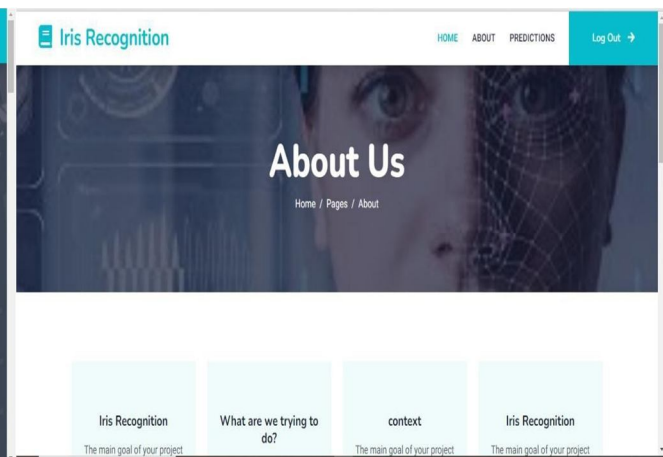 Iris Recognition
HOME ABOUT PREDICTIONS Log Out
About Us
Home / Pages / About
Iris Recognition
The main goal of your project
What are we trying to
do?
context
The main goal of your project
Iris Recognition
The main goal of your project